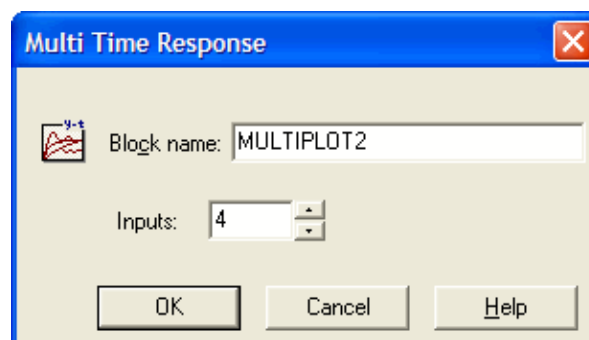 Multi Time Response
y-t
Block name: MULTIPLOT2
Inputs: 4
OK Cancel Help